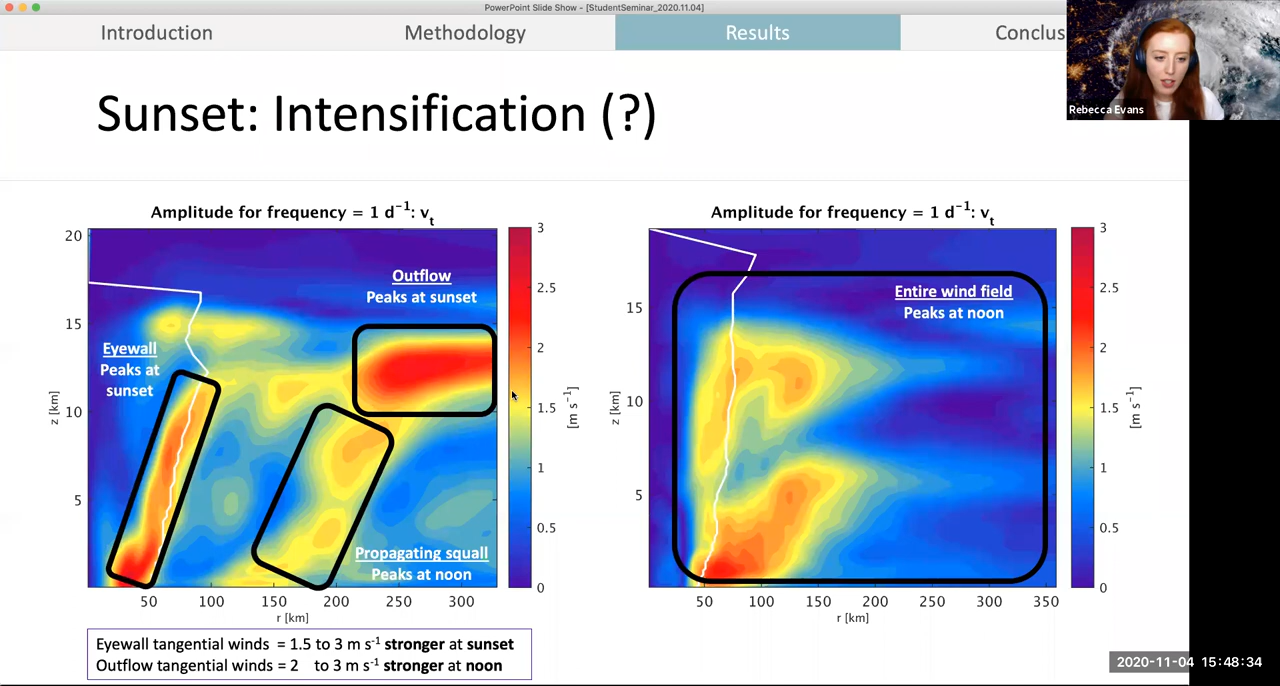 PowerPoint Slide Show - [StudentSeminar_2020.11.04]
Introduction
Methodology
Results
Conclus
Rebecca Evans
Sunset: Intensification (?)
Amplitude for frequency = 1 d⁻¹: vₜ
20
15
10
5
z [km]
50 100 150 200 250 300
r [km]
Outflow
Peaks at sunset
Eyewall
Peaks at
sunset
Propagating squall
Peaks at noon
3
2.5
2
1.5
1
0.5
0
[m s⁻¹]
Amplitude for frequency = 1 d⁻¹: vₜ
15
10
5
z [km]
50 100 150 200 250 300 350
r [km]
Entire wind field
Peaks at noon
3
2.5
2
1.5
1
0.5
0
[m s⁻¹]
Eyewall tangential winds = 1.5 to 3 m s⁻¹ stronger at sunset
Outflow tangential winds = 2 to 3 m s⁻¹ stronger at noon
2020-11-04 15:48:34